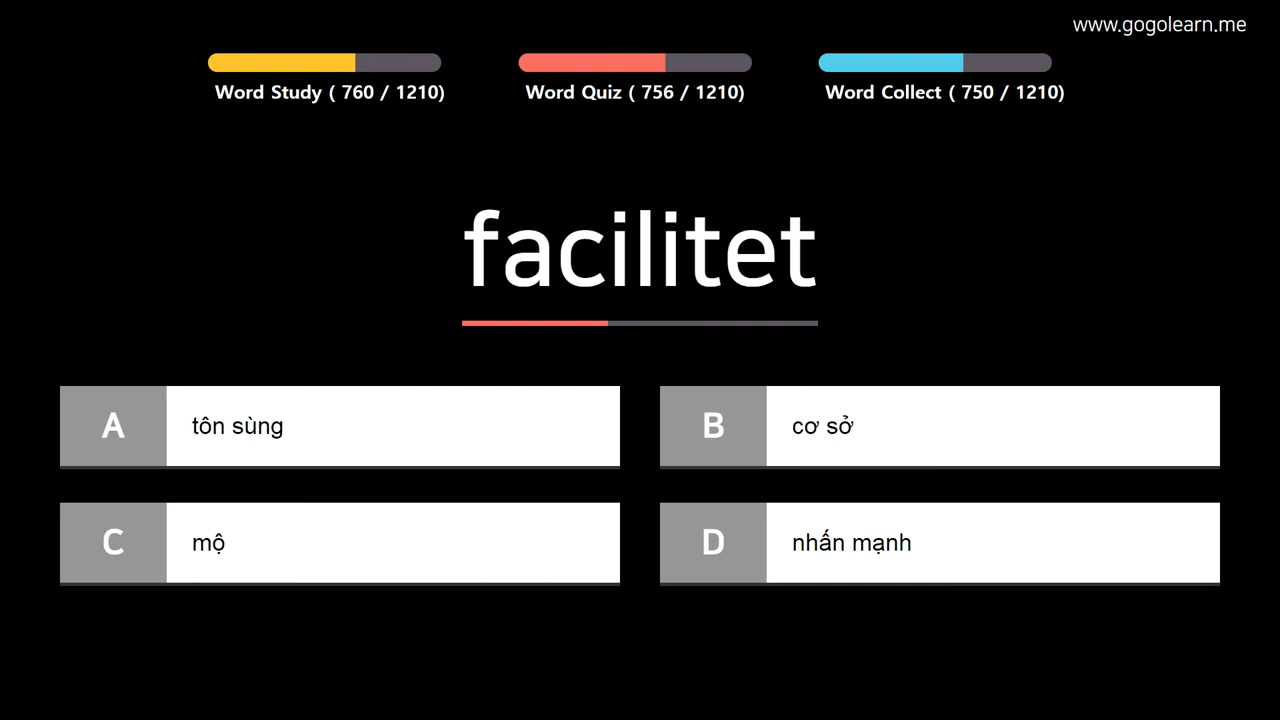 www.gogolearn.me
Word Study ( 760 / 1210)
Word Quiz ( 756 / 1210)
Word Collect ( 750 / 1210)
facilitet
A tôn sùng
B cơ sở
C mộ
D nhấn mạnh